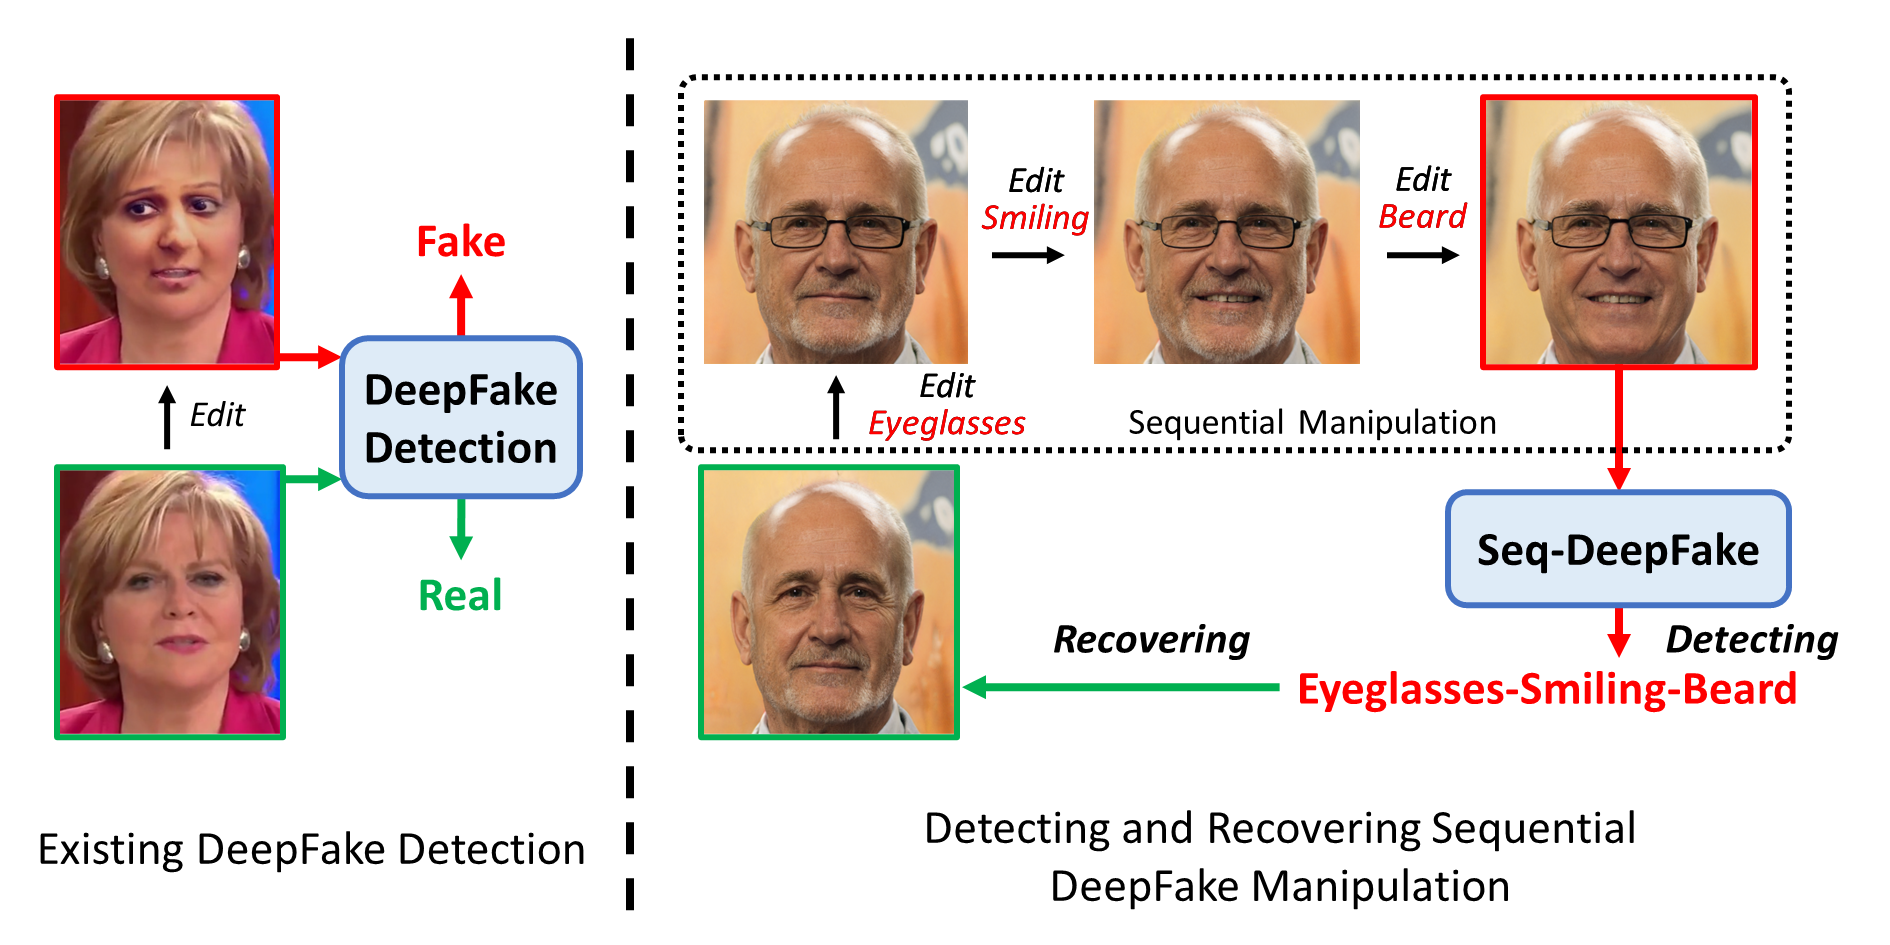 Fake
DeepFake
Detection
Edit
Real
Existing DeepFake Detection
Edit
Smiling
Edit
Beard
Edit
Eyeglasses
Sequential Manipulation
Seq-DeepFake
Recovering
Detecting
Eyeglasses-Smiling-Beard
Detecting and Recovering Sequential
DeepFake Manipulation